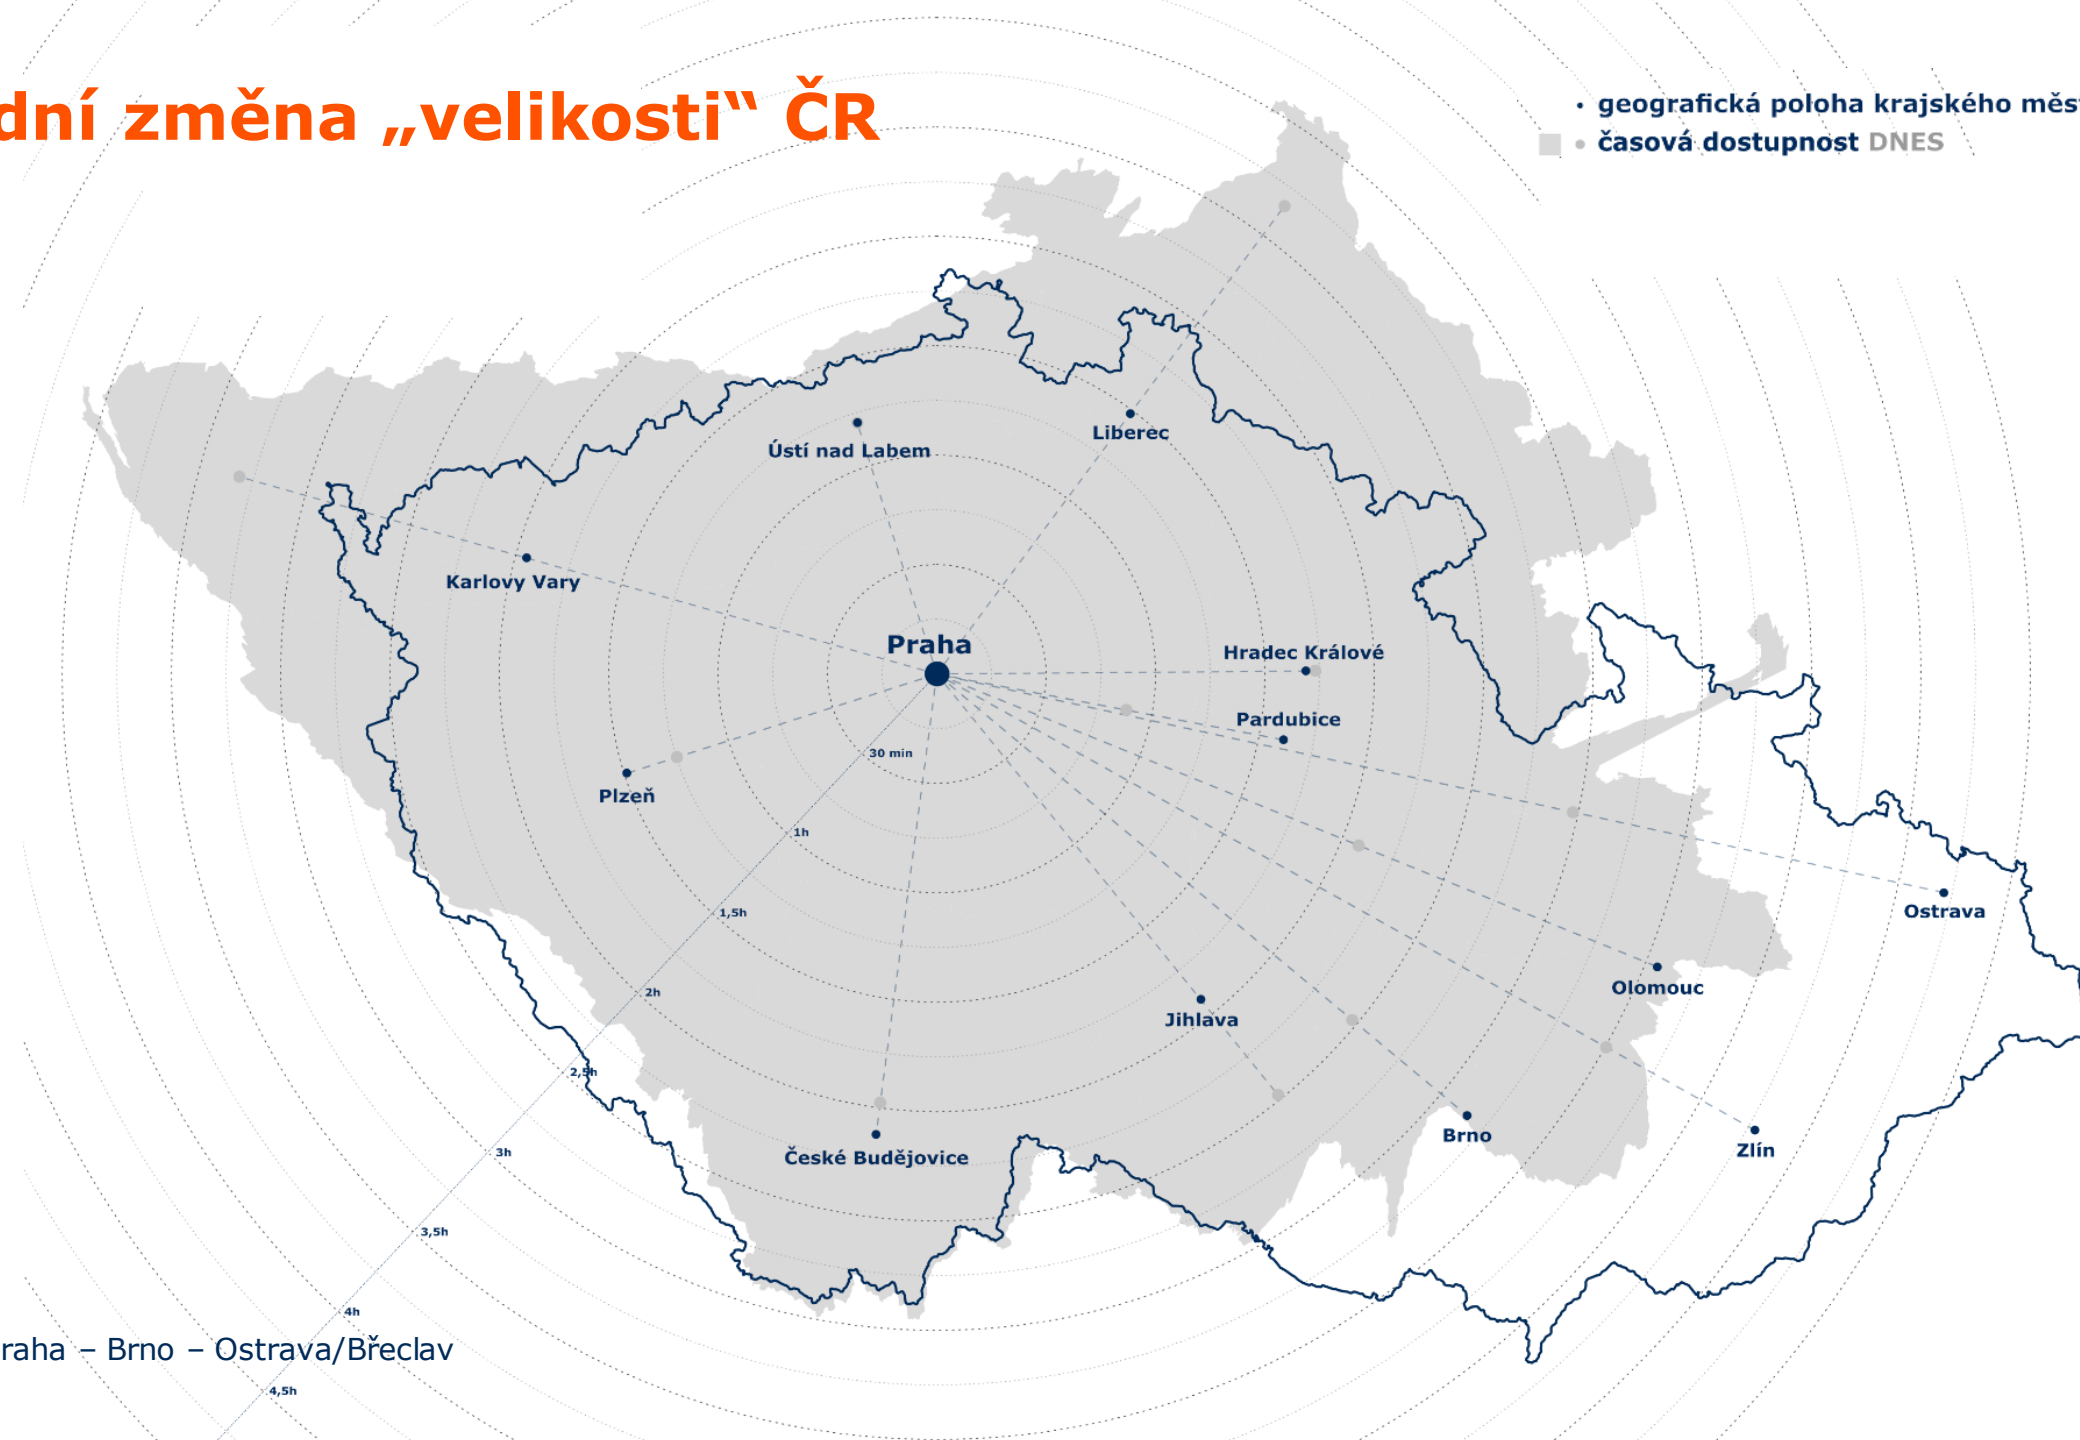 dní změna „velikosti“ ČR
geografická poloha krajského měs
časová dostupnost DNES
Ústí nad Labem
Liberec
Karlovy Vary
Praha
Hradec Králové
Pardubice
30 min
Plzeň
1h
1,5h
Ostrava
Olomouc
2h
Jihlava
2,5h
Brno
Zlín
České Budějovice
3h
3,5h
4h
raha – Brno – Ostrava/Břeclav
4,5h